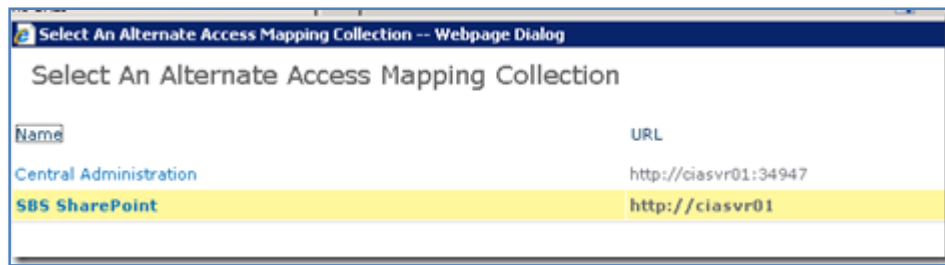 Select An Alternate Access Mapping Collection -- Webpage Dialog
Select An Alternate Access Mapping Collection
Name URL
Central Administration http://ciasvr01:34947
SBS SharePoint http://ciasvr01